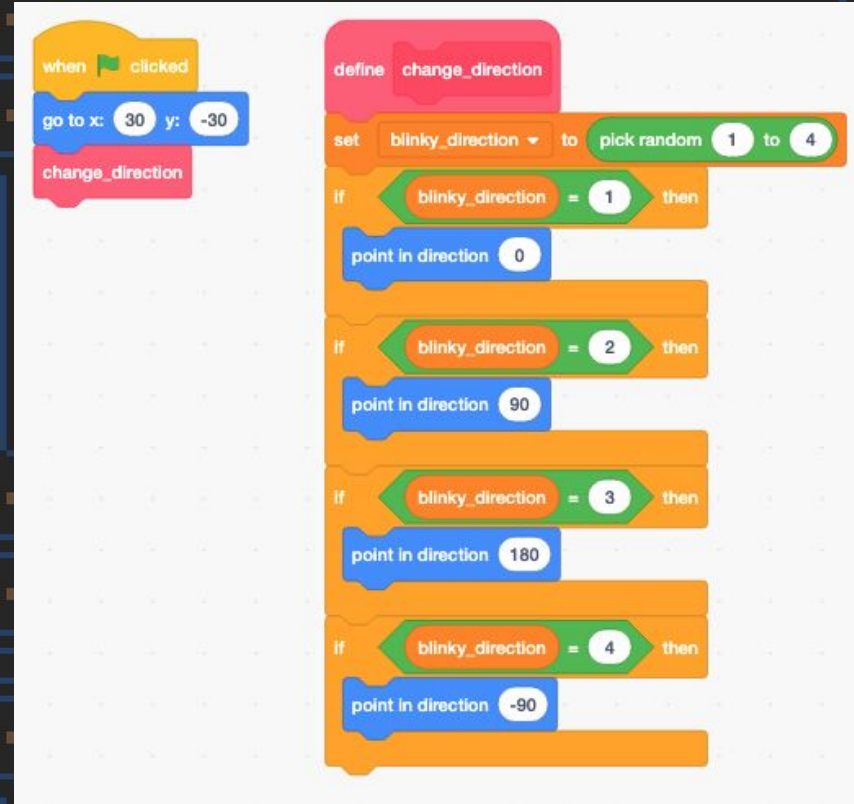 when clicked
go to x: 30 y: -30
change_direction
define change_direction
set blinky_direction to pick random 1 to 4
if blinky_direction = 1 then
point in direction 0
if blinky_direction = 2 then
point in direction 90
if blinky_direction = 3 then
point in direction 180
if blinky_direction = 4 then
point in direction -90